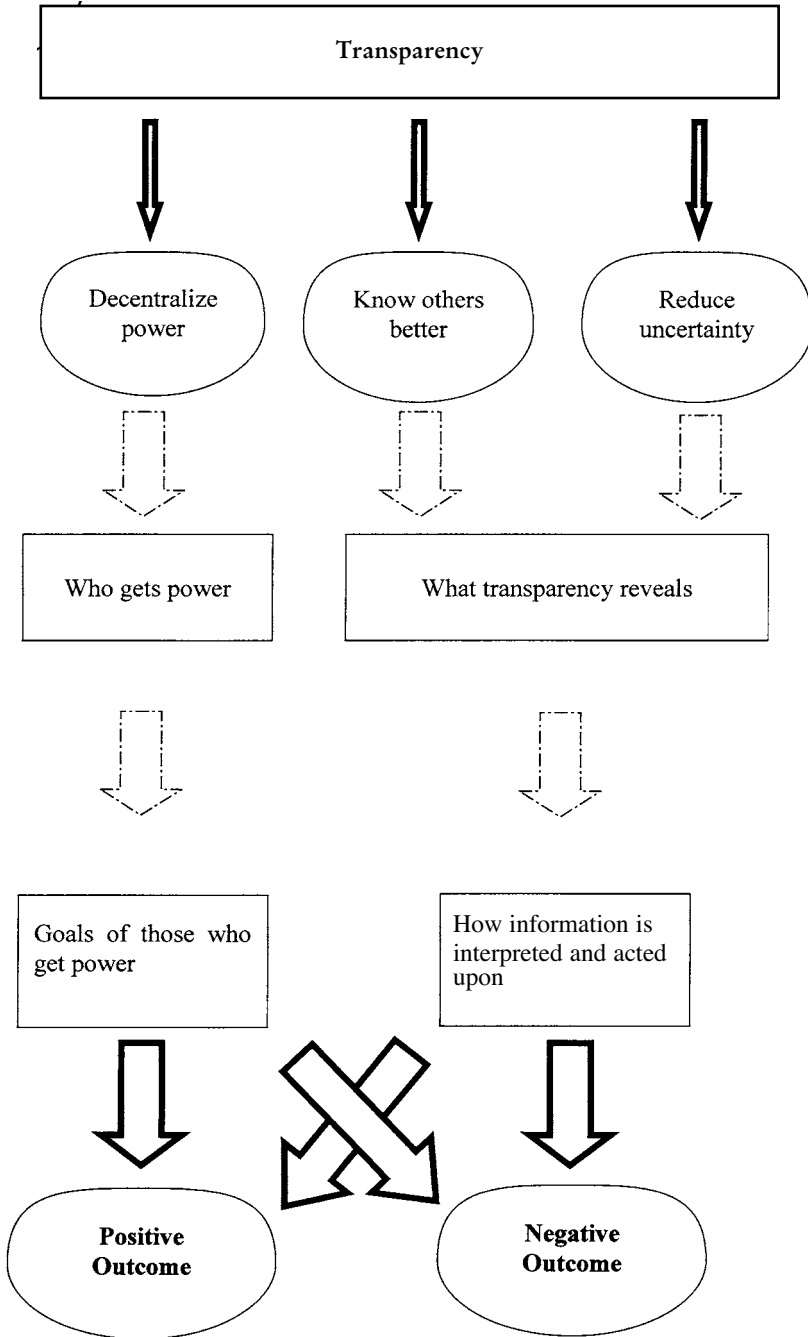 Transparency
Decentralize
power
Know others
better
Reduce
uncertainty
Who gets power
What transparency reveals
Goals of those who
get power
How information is
interpreted and acted
upon
Positive
Outcome
Negative
Outcome